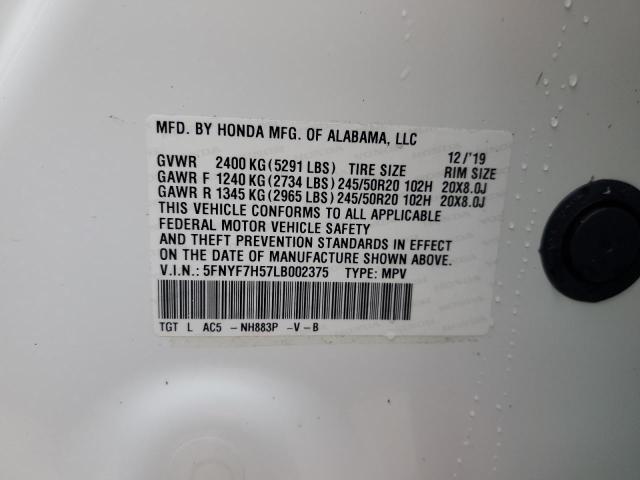 MFD. BY HONDA MFG. OF ALABAMA, LLC
12/'19
GVWR 2400 KG (5291 LBS) TIRE SIZE RIM SIZE
GAWR F 1240 KG (2734 LBS) 245/50R20 102H 20X8.0J
GAWR R 1345 KG (2965 LBS) 245/50R20 102H 20X8.0J
THIS VEHICLE CONFORMS TO ALL APPLICABLE
FEDERAL MOTOR VEHICLE SAFETY
AND THEFT PREVENTION STANDARDS IN EFFECT
ON THE DATE OF MANUFACTURE SHOWN ABOVE.
V.I.N.: 5FNYF7H57LB002375 TYPE: MPV
TGT L AC5 -NH883P -V-B